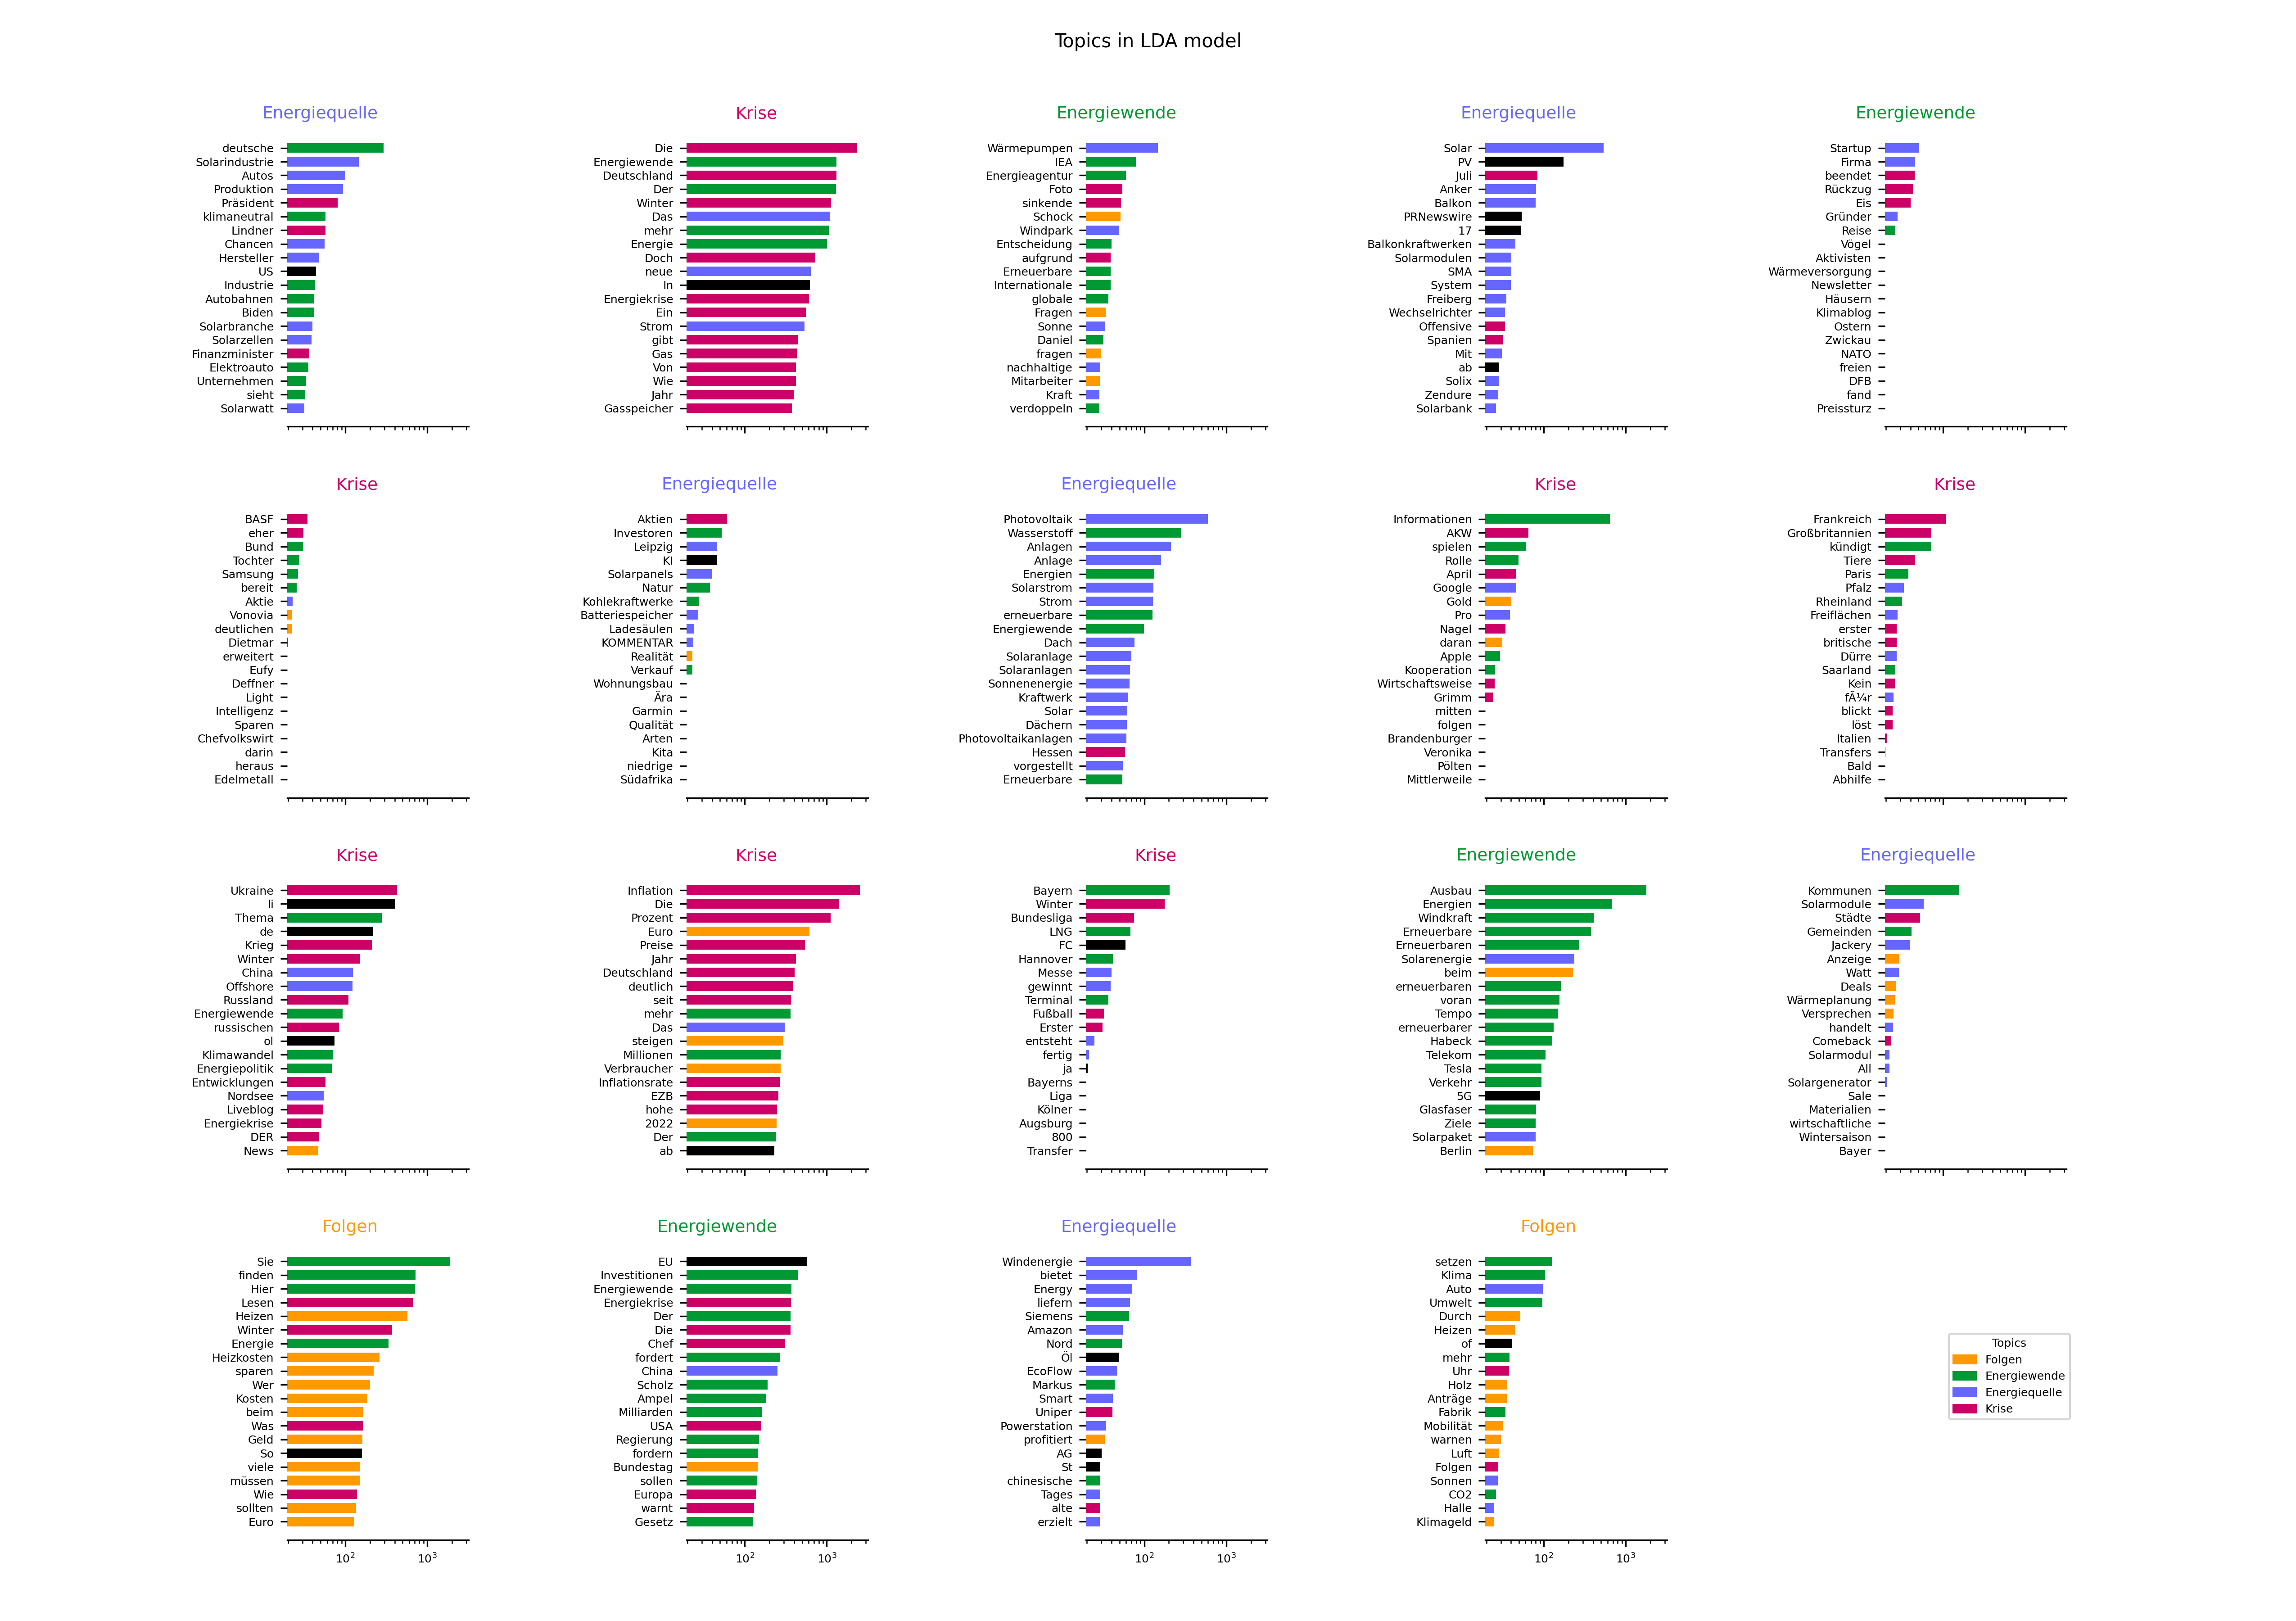 Topics in LDA model
Energiequelle
deutsche
Solarindustrie
Autos
Produktion
Präsident
klimaneutral
Lindner
Chancen
Hersteller
US
Industrie
Autobahnen
Biden
Solarbranche
Solarzellen
Finanzminister
Elektroauto
Unternehmen
sieht
Solarwatt
Krise
Die
Energiewende
Deutschland
Der
Winter
Das
mehr
Energie
Doch
neue
In
Energiekrise
Ein
Strom
gibt
Gas
Von
Wie
Jahr
Gasspeicher
Energiewende
Wärmepumpen
IEA
Energieagentur
Foto
sinkende
Schock
Windpark
Entscheidung
aufgrund
Erneuerbare
Internationale
globale
Fragen
Sonne
Daniel
fragen
nachhaltige
Mitarbeiter
Kraft
verdoppeln
Energiequelle
Solar
PV
Juli
Anker
Balkon
PRNewswire
17
Balkonkraftwerken
Solarmodulen
SMA
System
Freiberg
Wechselrichter
Offensive
Spanien
Mit
ab
Solix
Zendure
Solarbank
Energiewende
Startup
Firma
beendet
Rückzug
Eis
Gründer
Reise
Vögel
Aktivisten
Wärmeversorgung
Newsletter
Häusern
Klimablog
Ostern
Zwickau
NATO
freien
DFB
fand
Preissturz
Krise
BASF
eher
Bund
Tochter
Samsung
bereit
Aktie
Vonovia
deutlichen
Dietmar
erweitert
Eufy
Deffner
Light
Intelligenz
Sparen
Chefvolkswirt
darin
heraus
Edelmetall
Energiequelle
Aktien
Investoren
Leipzig
KI
Solarpanels
Natur
Kohlekraftwerke
Batteriespeicher
Ladesäulen
KOMMENTAR
Realität
Verkauf
Wohnungsbau
Ära
Garmin
Qualität
Arten
Kita
niedrige
Südafrika
Energiequelle
Photovoltaik
Wasserstoff
Anlagen
Anlage
Energien
Solarstrom
Strom
erneuerbare
Energiewende
Dach
Solaranlage
Solaranlagen
Sonnenenergie
Kraftwerk
Solar
Dächern
Photovoltaikanlagen
Hessen
vorgestellt
Erneuerbare
Krise
Informationen
AKW
spielen
Rolle
April
Google
Gold
Pro
Nagel
daran
Apple
Kooperation
Wirtschaftsweise
Grimm
mitten
folgen
Brandenburger
Veronika
Pölten
Mittlerweile
Krise
Frankreich
Großbritannien
kündigt
Tiere
Paris
Pfalz
Rheinland
Freiflächen
erster
britische
Dürre
Saarland
Kein
fÃ¼r
blickt
löst
Italien
Transfers
Bald
Abhilfe
Krise
Ukraine
li
Thema
de
Krieg
Winter
China
Offshore
Russland
Energiewende
russischen
ol
Klimawandel
Energiepolitik
Entwicklungen
Nordsee
Liveblog
Energiekrise
DER
News
Krise
Inflation
Die
Prozent
Euro
Preise
Jahr
Deutschland
deutlich
seit
mehr
Das
steigen
Millionen
Verbraucher
Inflationsrate
EZB
hohe
2022
Der
ab
Krise
Bayern
Winter
Bundesliga
LNG
FC
Hannover
Messe
gewinnt
Terminal
Fußball
Erster
entsteht
fertig
ja
Bayerns
Liga
Kölner
Augsburg
800
Transfer
Energiewende
Ausbau
Energien
Windkraft
Erneuerbare
Erneuerbaren
Solarenergie
beim
erneuerbaren
voran
Tempo
erneuerbarer
Habeck
Telekom
Tesla
Verkehr
5G
Glasfaser
Ziele
Solarpaket
Berlin
Energiequelle
Kommunen
Solarmodule
Städte
Gemeinden
Jackery
Anzeige
Watt
Deals
Wärmeplanung
Versprechen
handelt
Comeback
Solarmodul
All
Solargenerator
Sale
Materialien
wirtschaftliche
Wintersaison
Bayer
Folgen
Sie
finden
Hier
Lesen
Heizen
Winter
Energie
Heizkosten
sparen
Wer
Kosten
beim
Was
Geld
So
viele
müssen
Wie
sollten
Euro
10²
10³
Energiewende
EU
Investitionen
Energiewende
Energiekrise
Der
Die
Chef
fordert
China
Scholz
Ampel
Milliarden
USA
Regierung
fordern
Bundestag
sollen
Europa
warnt
Gesetz
10²
10³
Energiequelle
Windenergie
bietet
Energy
liefern
Siemens
Amazon
Nord
Öl
EcoFlow
Markus
Smart
Uniper
Powerstation
profitiert
AG
St
chinesische
Tages
alte
erzielt
10²
10³
Folgen
setzen
Klima
Auto
Umwelt
Durch
Heizen
of
mehr
Uhr
Holz
Anträge
Fabrik
Mobilität
warnen
Luft
Folgen
Sonnen
CO2
Halle
Klimageld
10²
10³
Topics
Folgen
Energiewende
Energiequelle
Krise